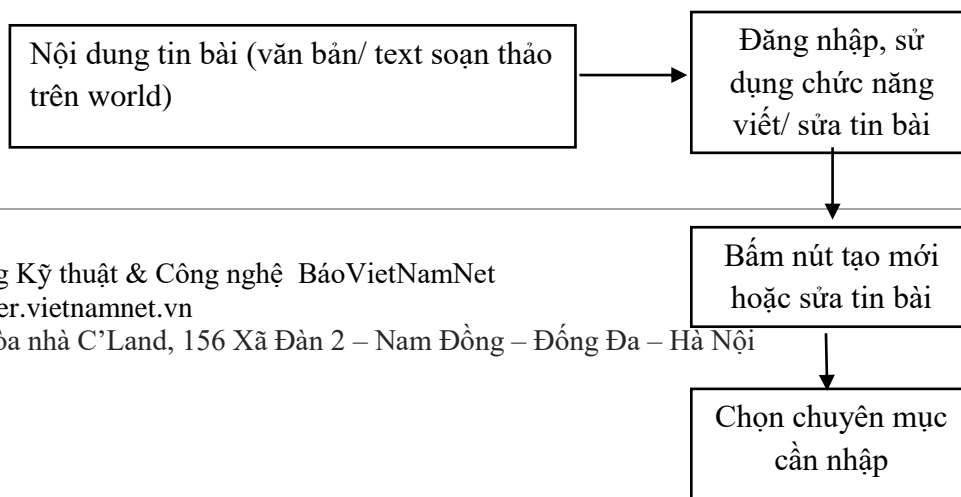 Nội dung tin bài (văn bản/ text soạn thảo
trên world)
Đăng nhập, sử
dụng chức năng
viết/ sửa tin bài
Kỹ thuật & Công nghệ BáoVietNamNet
er.vietnamnet.vn
nhà C’Land, 156 Xã Đàn 2 – Nam Đồng – Đống Đa – Hà Nội
Bấm nút tạo mới
hoặc sửa tin bài
Chọn chuyên mục
cần nhập